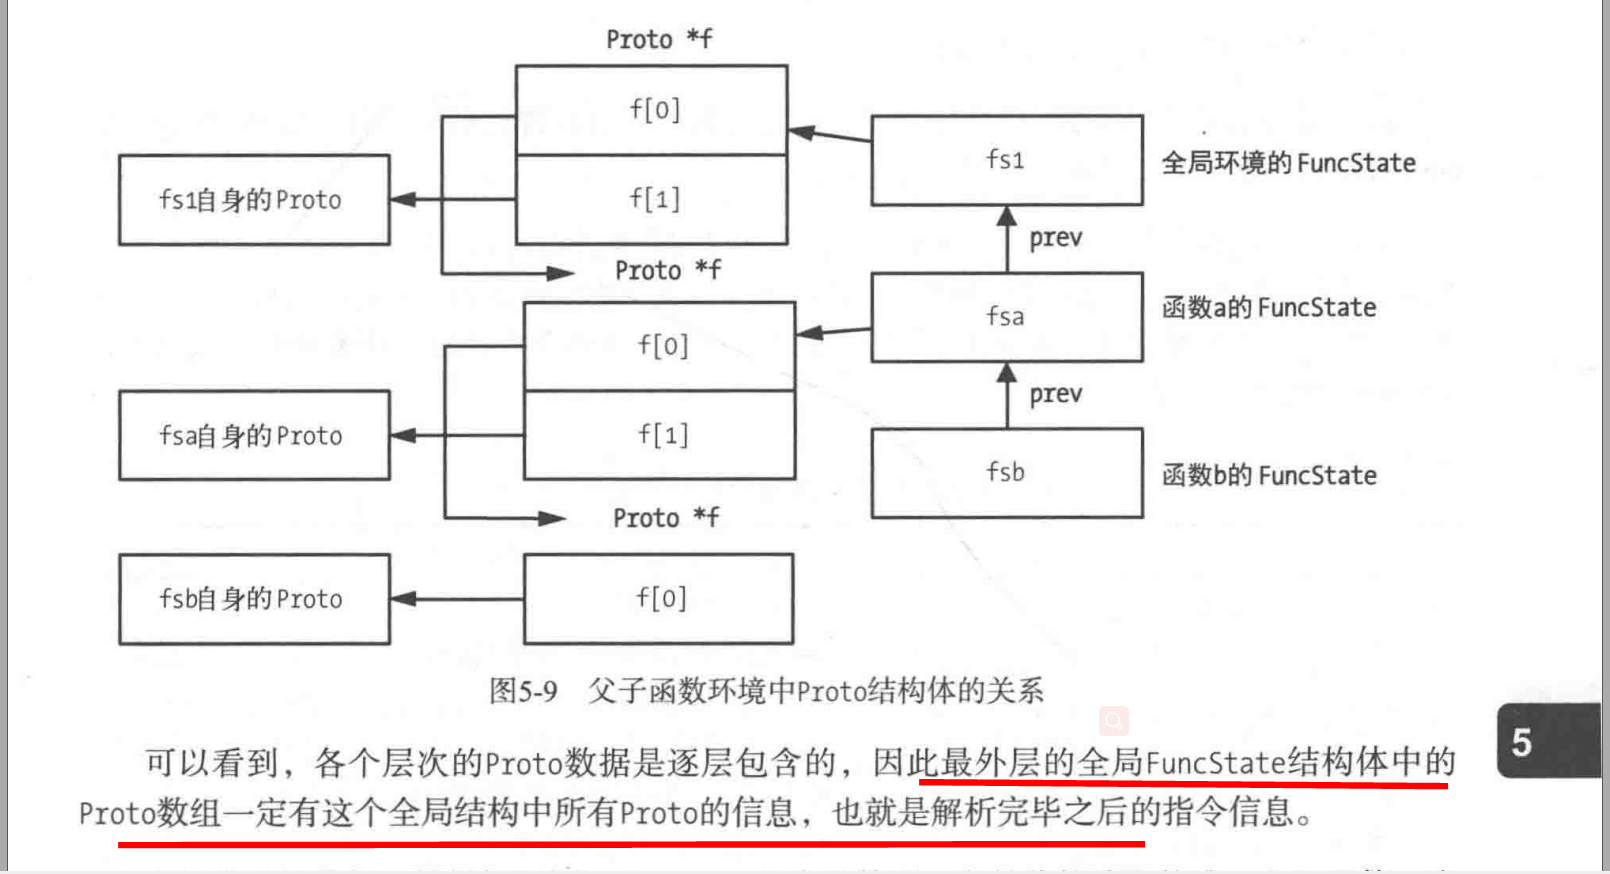 Proto *f
f[0]
f[1]
fs1
全局环境的FuncState
fs1自身的Proto
prev
Proto *f
f[0]
f[1]
fsa
函数a的FuncState
fsa自身的Proto
prev
fsb
函数b的FuncState
Proto *f
fsb自身的Proto
f[0]
图5-9 父子函数环境中Proto结构体的关系
可以看到，各个层次的Proto数据是逐层包含的，因此最外层的全局FuncState结构体中的
Proto数组一定有这个全局结构中所有Proto的信息，也就是解析完毕之后的指令信息。
5